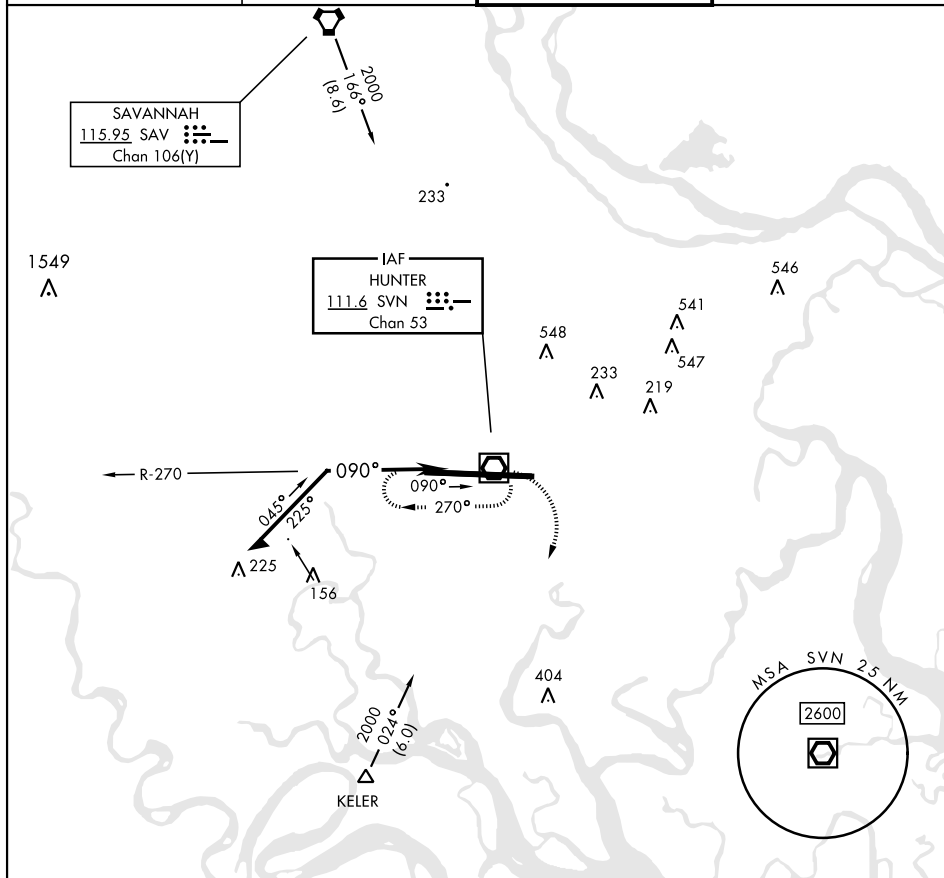 2000
166°
(8.6)
SAVANNAH
115.95 SAV
Chan 106(Y)
233
1549
IAF
HUNTER
111.6 SVN
Chan 53
546
541
548
547
233
219
R-270
090°
090°
270°
045°
225°
225
156
404
MSA SVN 25 NM
2600
2000
024°
(6.0)
KELER